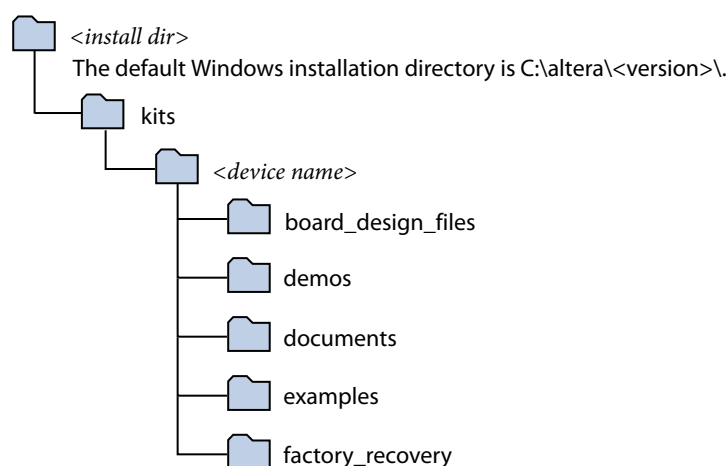 <install dir>
The default Windows installation directory is C:\altera\<version>\.
kits
<device name>
board_design_files
demos
documents
examples
factory_recovery